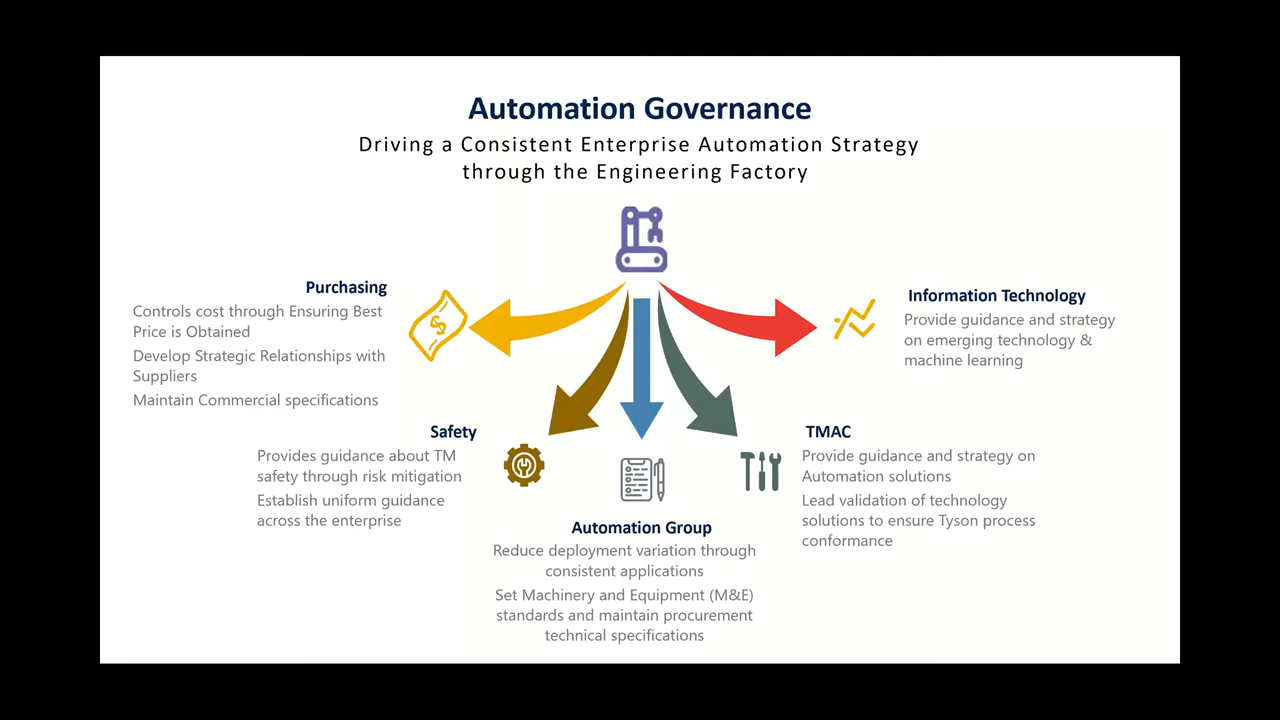 Automation Governance
Driving a Consistent Enterprise Automation Strategy
through the Engineering Factory
Purchasing
Controls cost through Ensuring Best
Price is Obtained
Develop Strategic Relationships with
Suppliers
Maintain Commercial specifications
$
Information Technology
Provide guidance and strategy
on emerging technology &
machine learning
Safety
Provides guidance about TM
safety through risk mitigation
Establish uniform guidance
across the enterprise
TMAC
Provide guidance and strategy on
Automation solutions
Lead validation of technology
solutions to ensure Tyson process
conformance
Automation Group
Reduce deployment variation through
consistent applications
Set Machinery and Equipment (M&E)
standards and maintain procurement
technical specifications